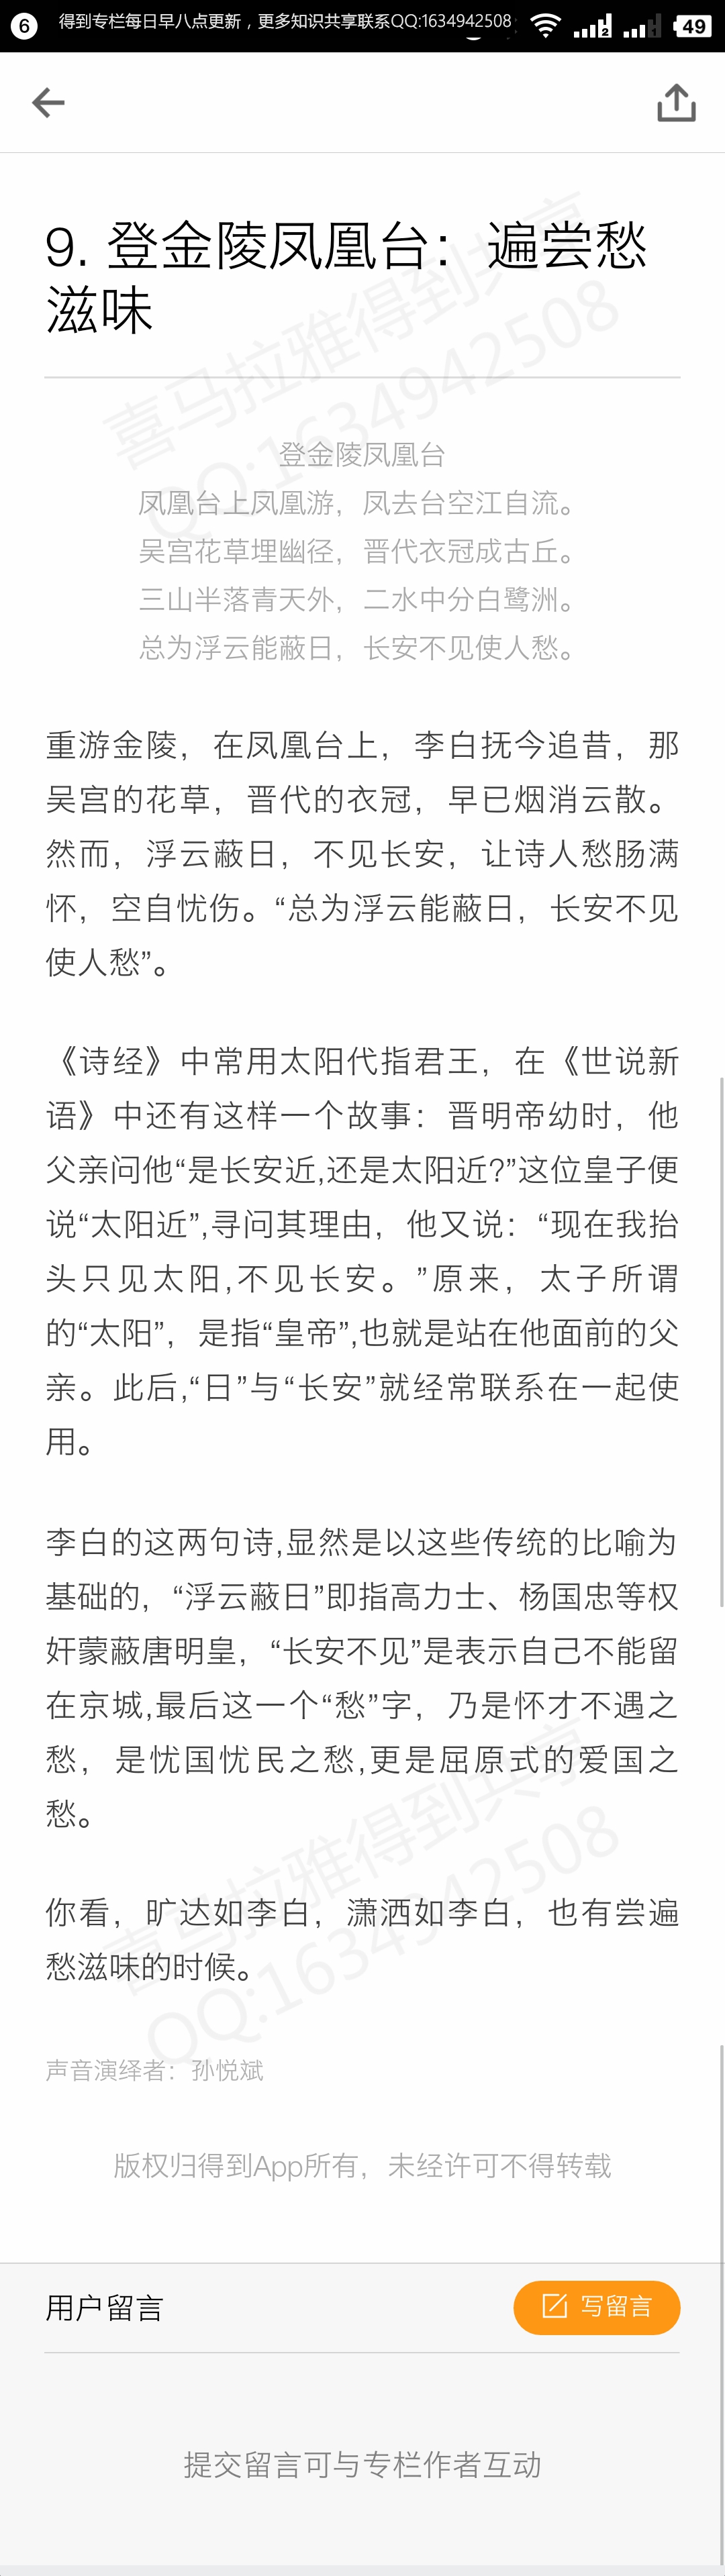 6 得到专栏每日早八点更新，更多知识共享联系QQ:1634942508 2 49
9. 登金陵凤凰台：遍尝愁
滋味
喜马拉雅得到共享
QQ:1634942508
登金陵凤凰台
凤凰台上凤凰游，凤去台空江自流。
吴宫花草埋幽径，晋代衣冠成古丘。
三山半落青天外，二水中分白鹭洲。
总为浮云能蔽日，长安不见使人愁。
重游金陵，在凤凰台上，李白抚今追昔，那
吴宫的花草，晋代的衣冠，早已烟消云散。
然而，浮云蔽日，不见长安，让诗人愁肠满
怀，空自忧伤。“总为浮云能蔽日，长安不见
使人愁”。
《诗经》中常用太阳代指君王，在《世说新
语》中还有这样一个故事：晋明帝幼时，他
父亲问他“是长安近,还是太阳近?”这位皇子便
说“太阳近”,寻问其理由，他又说：“现在我抬
头只见太阳,不见长安。”原来，太子所谓
的“太阳”，是指“皇帝”,也就是站在他面前的父
亲。此后,“日”与“长安”就经常联系在一起使
用。
李白的这两句诗,显然是以这些传统的比喻为
基础的，“浮云蔽日”即指高力士、杨国忠等权
奸蒙蔽唐明皇，“长安不见”是表示自己不能留
在京城,最后这一个“愁”字，乃是怀才不遇之
愁，是忧国忧民之愁,更是屈原式的爱国之
愁。
喜马拉雅得到共享
QQ:1634942508
你看，旷达如李白，潇洒如李白，也有尝遍
愁滋味的时候。
声音演绎者：孙悦斌
版权归得到App所有，未经许可不得转载
用户留言
写留言
提交留言可与专栏作者互动